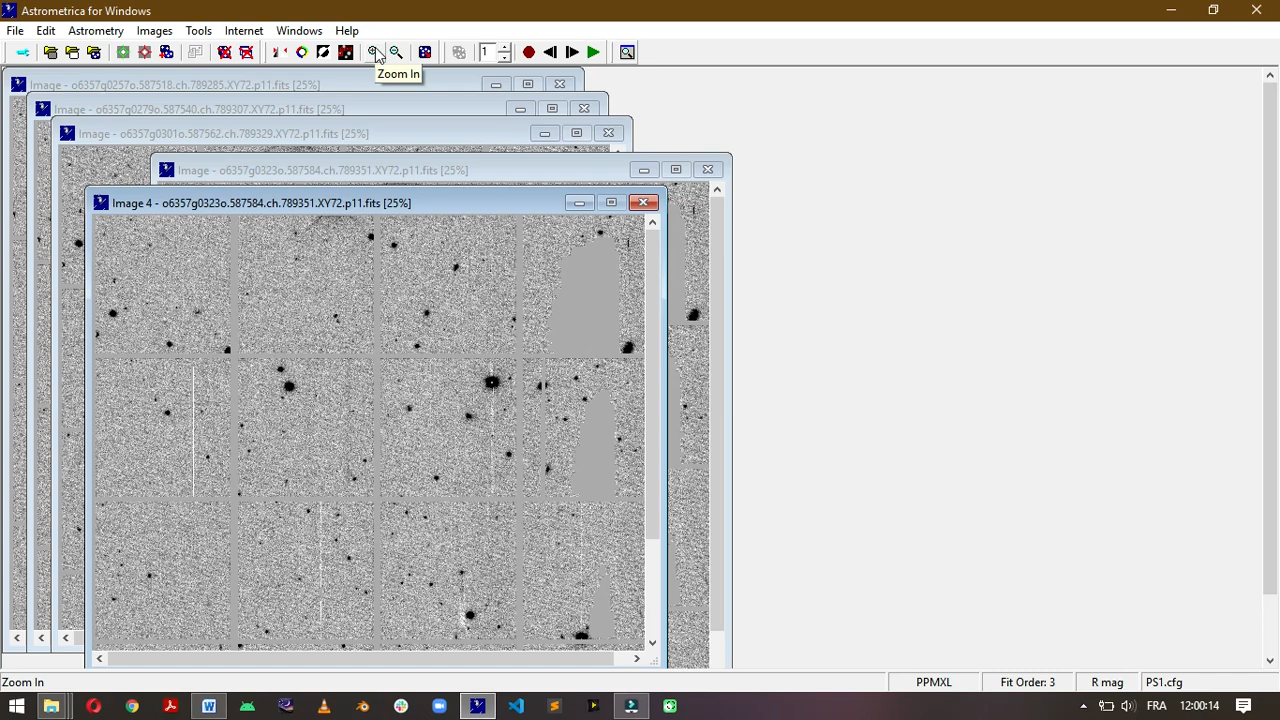 Astrometrica for Windows
File Edit Astrometry Images Tools Internet Windows Help
1
Zoom In
Image - o6357g0257o.587518.ch.789285.XY72.p11.fits [25%]
Image - o6357g0279o.587540.ch.789307.XY72.p11.fits [25%]
Image - o6357g0301o.587562.ch.789329.XY72.p11.fits [25%]
Image - o6357g0323o.587584.ch.789351.XY72.p11.fits [25%]
Image 4 - o6357g0323o.587584.ch.789351.XY72.p11.fits [25%]
Zoom In PPMXL Fit Order: 3 R mag PS1.cfg
FRA 12:00:14